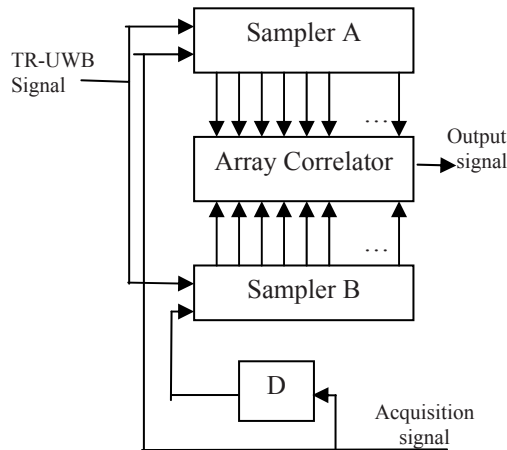 Sampler A
TR-UWB
Signal
...
Array Correlator
Output
signal
...
Sampler B
D
Acquisition
signal